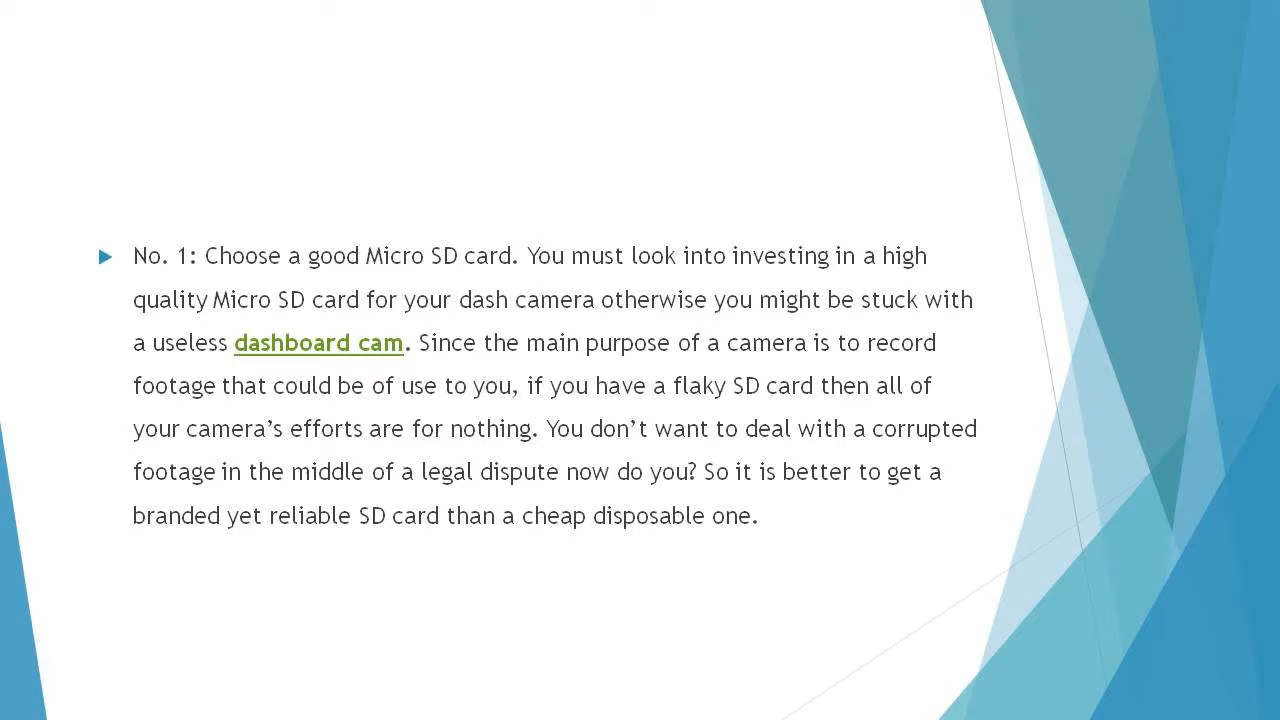 No. 1: Choose a good Micro SD card. You must look into investing in a high
quality Micro SD card for your dash camera otherwise you might be stuck with
a useless dashboard cam. Since the main purpose of a camera is to record
footage that could be of use to you, if you have a flaky SD card then all of
your camera’s efforts are for nothing. You don’t want to deal with a corrupted
footage in the middle of a legal dispute now do you? So it is better to get a
branded yet reliable SD card than a cheap disposable one.